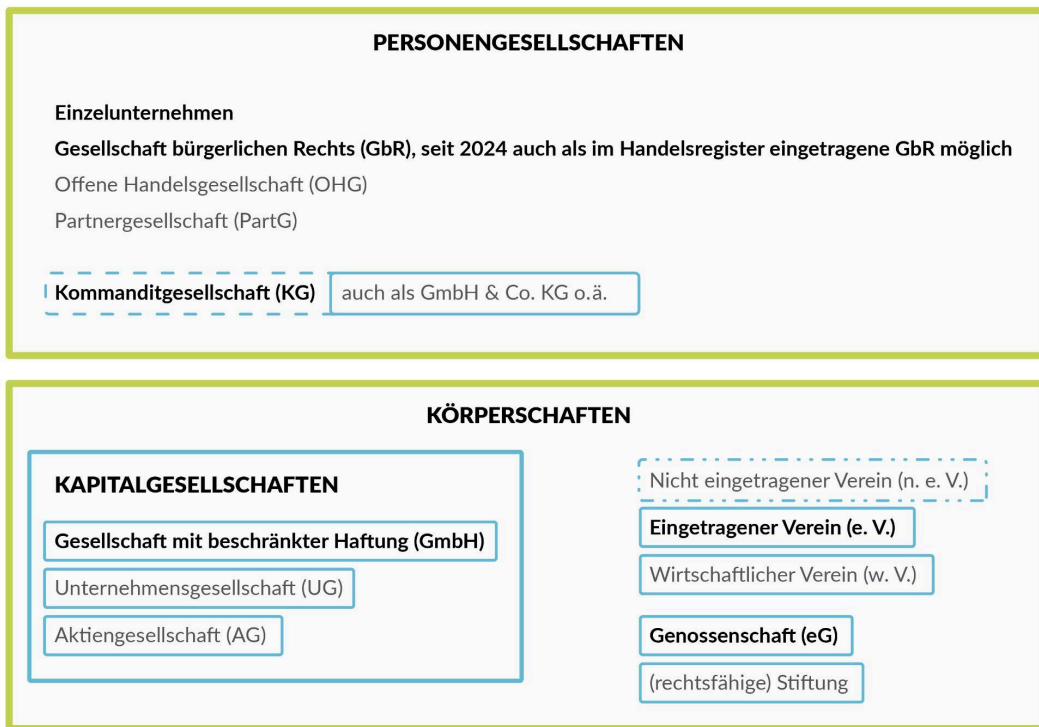 PERSONENGESELLSCHAFTEN
Einzelunternehmen
Gesellschaft bürgerlichen Rechts (GbR), seit 2024 auch als im Handelsregister eingetragene GbR möglich
Offene Handelsgesellschaft (OHG)
Partnergesellschaft (PartG)
Kommanditgesellschaft (KG) auch als GmbH & Co. KG o.ä.
KÖRPERSCHAFTEN
KAPITALGESELLSCHAFTEN
Gesellschaft mit beschränkter Haftung (GmbH)
Unternehmensgesellschaft (UG)
Aktiengesellschaft (AG)
Nicht eingetragener Verein (n. e. V.)
Eingetragener Verein (e. V.)
Wirtschaftlicher Verein (w. V.)
Genossenschaft (eG)
(rechtsfähige) Stiftung